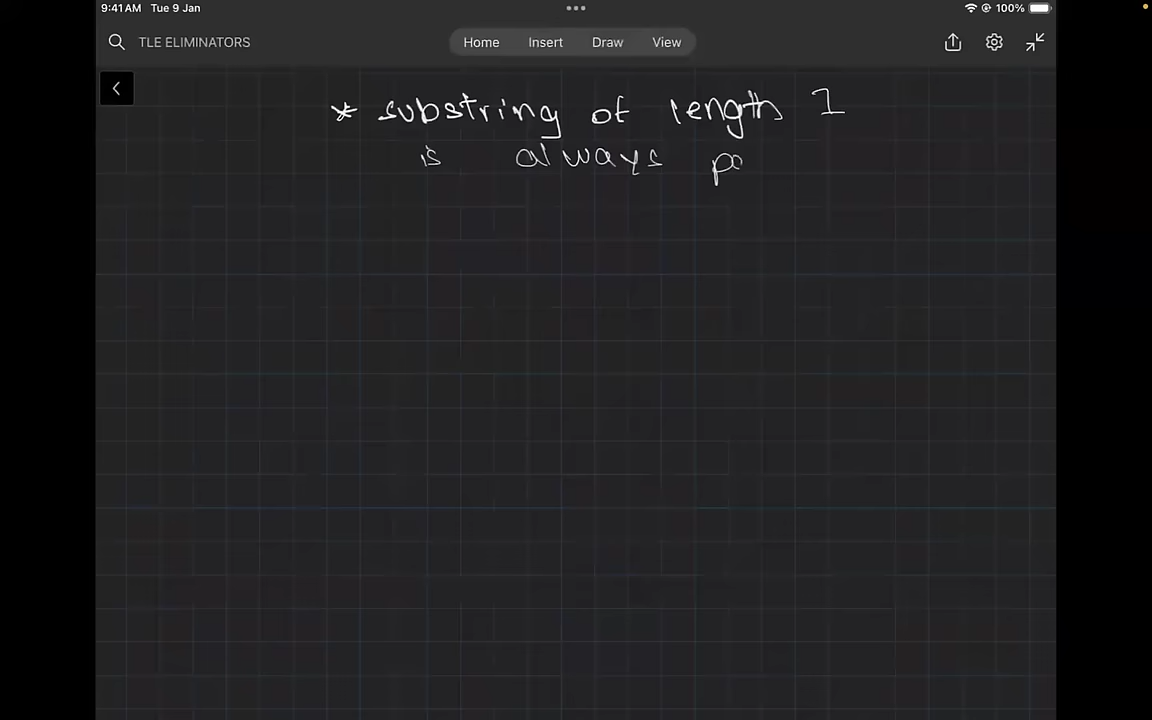 9:41 AM Tue 9 Jan
100%
TLE ELIMINATORS
Home Insert Draw View
* substring of length 1
is always pa